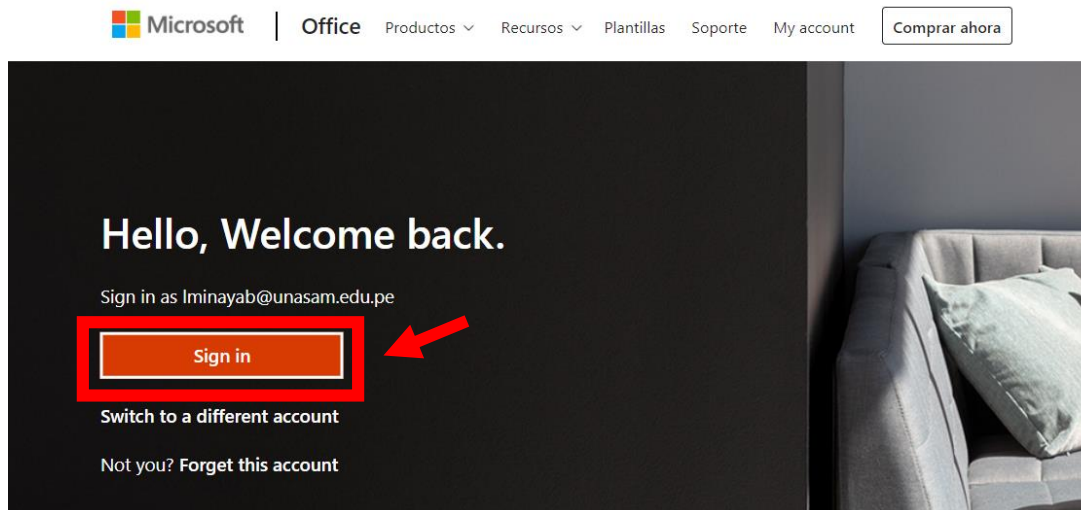 Microsoft | Office Productos Recursos Plantillas Soporte My account Comprar ahora
Hello, Welcome back.
Sign in as lminayab@unasam.edu.pe
Sign in
Switch to a different account
Not you? Forget this account